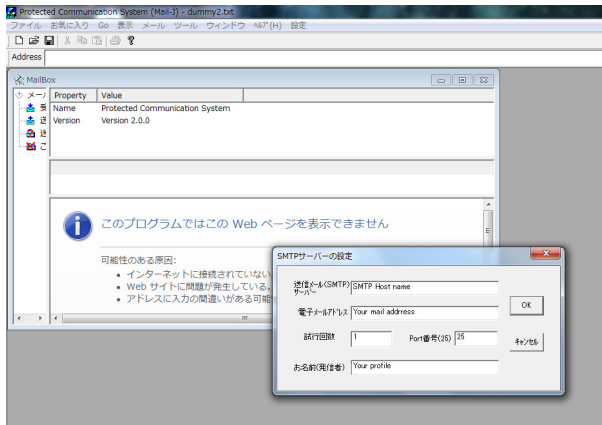 Protected Communication System (Mail-J) - dummy2.txt
ファイル お気に入り Go 表示 メール ツール ウィンドウ ﾍﾙﾌﾟ(H) 設定
Address
MailBox
メー
Property Value
Name Protected Communication System
Version Version 2.0.0
受
送
送
ご
このプログラムではこの Web ページを表示できません
可能性のある原因:
• インターネットに接続されていない
• Web サイトに問題が発生している。
• アドレスに入力の間違いがある可能
SMTPサーバーの設定
送信メール(SMTP)
サーバー
SMTP Host name
電子メールアドレス
Your mail addrress
試行回数 1 Port番号(25) 25
お名前(発信者) Your profile
OK
キャンセル